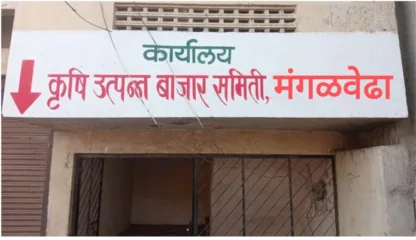 कार्यालय
कृषि उत्पन्न बाजार समिती, मंगळवेढा